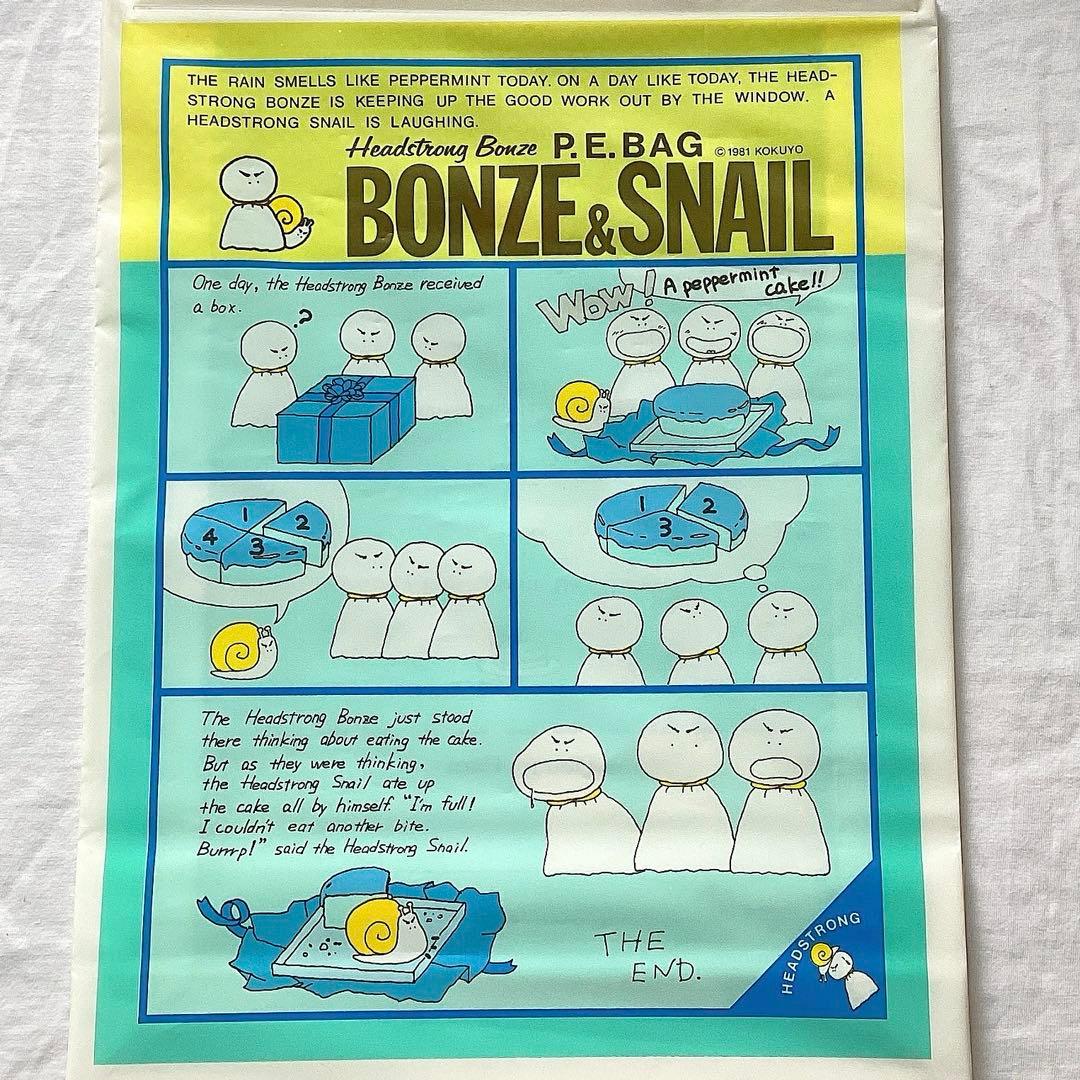 THE RAIN SMELLS LIKE PEPPERMINT TODAY. ON A DAY LIKE TODAY, THE HEAD-
STRONG BONZE IS KEEPING UP THE GOOD WORK OUT BY THE WINDOW. A
HEADSTRONG SNAIL IS LAUGHING.
Headstrong Bonze P.E.BAG ©1981 KOKUYO
BONZE&SNAIL
One day, the Headstrong Bonze received
a box.
?
WOW!
A peppermint
cake!!
1
2
4
3
1
2
3
The Headstrong Bonze just stood
there thinking about eating the cake.
But as they were thinking,
the Headstrong Snail ate up
the cake all by himself. "I'm full!
I couldn't eat another bite.
Burrrp!" said the Headstrong Snail.
THE
END.
HEADSTRONG